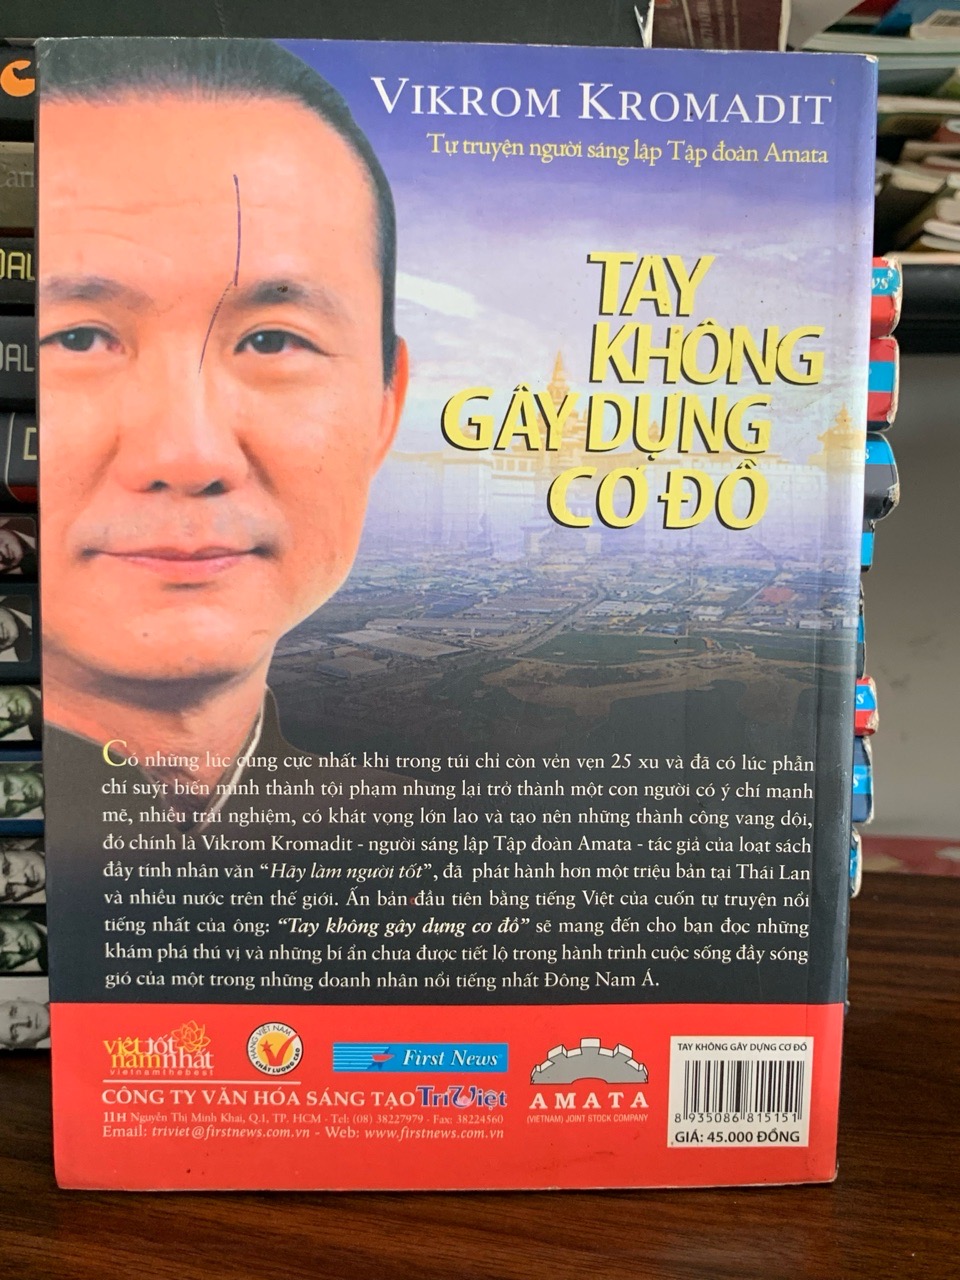 VIKROM KROMADIT
Tự truyện người sáng lập Tập đoàn Amata
TAY
KHÔNG
GÂY DỰNG
CƠ ĐỒ
Có những lúc cùng cực nhất khi trong túi chỉ còn vẻn vẹn 25 xu và đã có lúc phẫn
chí suýt biến mình thành tội phạm nhưng lại trở thành một con người có ý chí mạnh
mẽ, nhiều trải nghiệm, có khát vọng lớn lao và tạo nên những thành công vang dội,
đó chính là Vikrom Kromadit - người sáng lập Tập đoàn Amata - tác giả của loạt sách
đầy tính nhân văn “Hãy làm người tốt”, đã phát hành hơn một triệu bản tại Thái Lan
và nhiều nước trên thế giới. Ấn bản đầu tiên bằng tiếng Việt của cuốn tự truyện nổi
tiếng nhất của ông: “Tay không gây dựng cơ đồ” sẽ mang đến cho bạn đọc những
khám phá thú vị và những bí ẩn chưa được tiết lộ trong hành trình cuộc sống đầy sóng
gió của một trong những doanh nhân nổi tiếng nhất Đông Nam Á.
việt tốt
nam nhất
vietnamthebest
HÀNG VIỆT NAM
CHẤT LƯỢNG CAO
First News
CÔNG TY VĂN HÓA SÁNG TẠO Trí Việt
11H Nguyễn Thị Minh Khai, Q.1, TP. HCM - Tel: (08) 38227979 - Fax: 38224560
Email: triviet@firstnews.com.vn - Web: www.firstnews.com.vn
AMATA
(VIETNAM) JOINT STOCK COMPANY
TAY KHÔNG GÂY DỰNG CƠ ĐỒ
8 935086 815151
GIÁ: 45.000 ĐỒNG